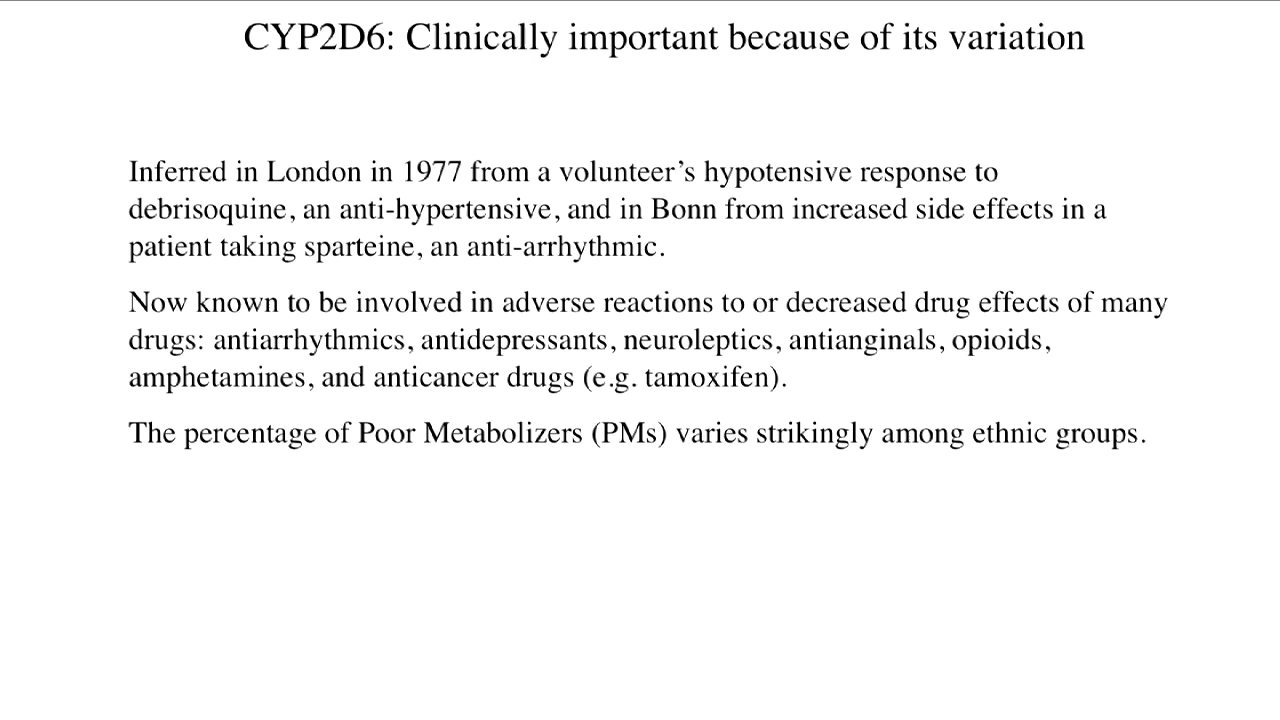 CYP2D6: Clinically important because of its variation
Inferred in London in 1977 from a volunteer’s hypotensive response to
debrisoquine, an anti-hypertensive, and in Bonn from increased side effects in a
patient taking sparteine, an anti-arrhythmic.
Now known to be involved in adverse reactions to or decreased drug effects of many
drugs: antiarrhythmics, antidepressants, neuroleptics, antianginals, opioids,
amphetamines, and anticancer drugs (e.g. tamoxifen).
The percentage of Poor Metabolizers (PMs) varies strikingly among ethnic groups.